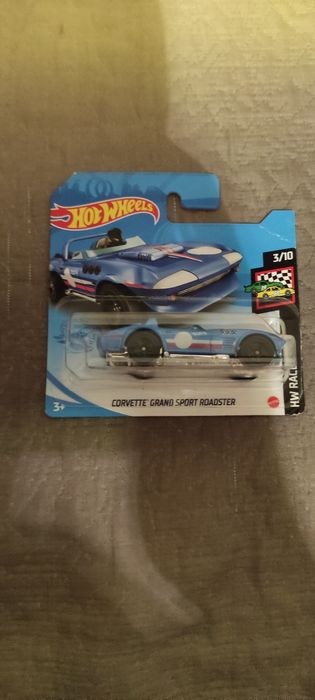 HOT WHEELS
3/10
HW RAC
CORVETTE GRAND SPORT ROADSTER
3+